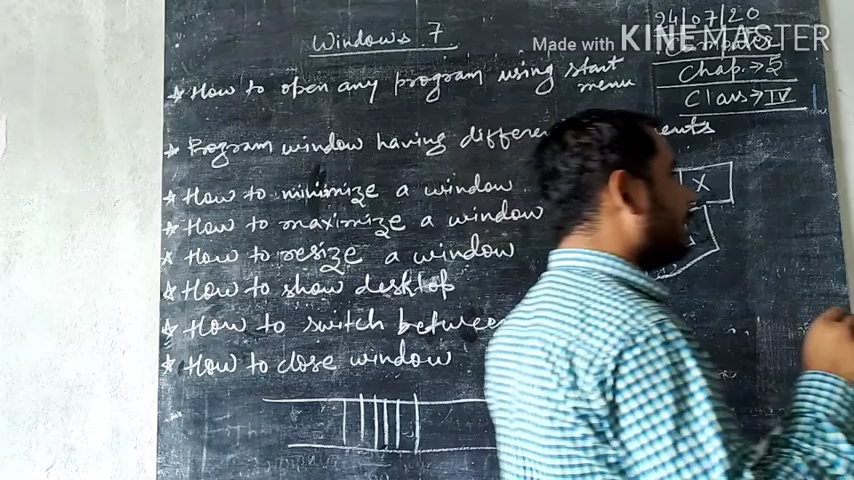 Windows 7
24/07/20
Made with KINEMASTER
Computer
Chap. → 5
Class → IV
* How to open any program using start menu
* Program window having different
* How to minimize a window
* How to maximize a window
* How to resize a window
* How to show desktop
* How to switch between
* How to close window
X